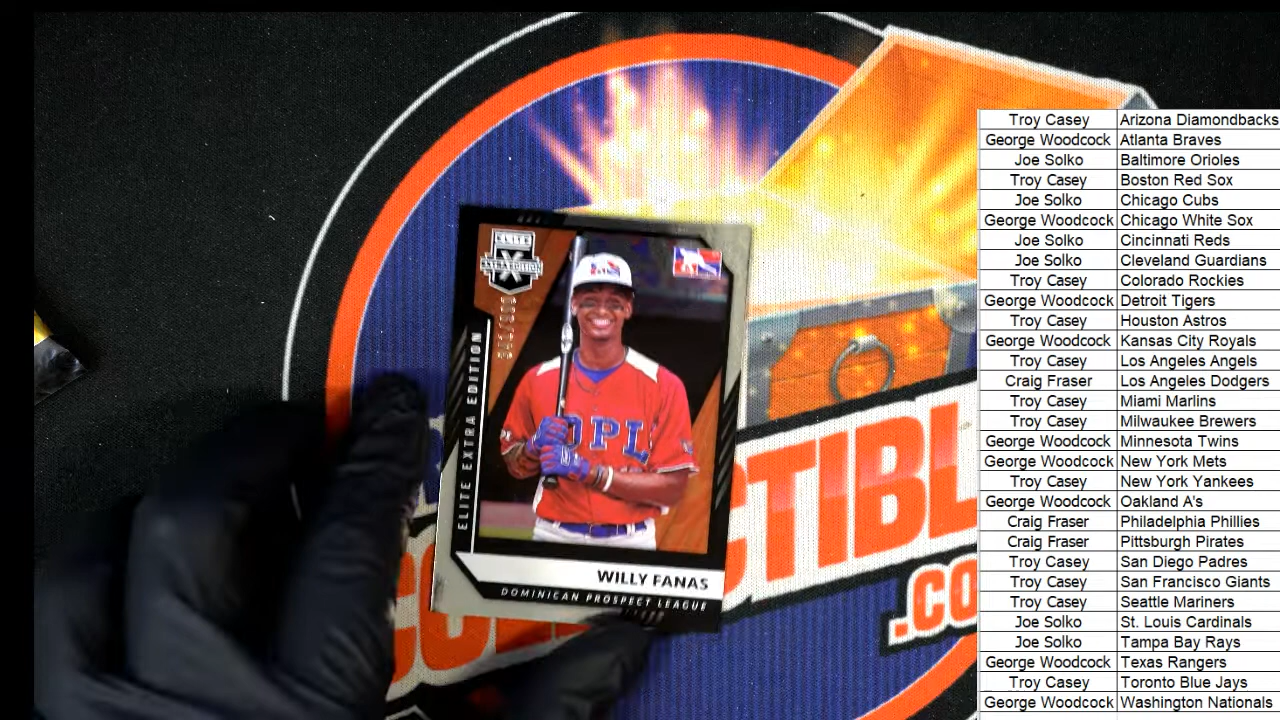 ELITE
EXTRA EDITION
X
ELITE EXTRA EDITION
DPL
WILLY FANAS
DOMINICAN PROSPECT LEAGUE
CTIBL
.CO
Troy Casey Arizona Diamondbacks
George Woodcock Atlanta Braves
Joe Solko Baltimore Orioles
Troy Casey Boston Red Sox
Joe Solko Chicago Cubs
George Woodcock Chicago White Sox
Joe Solko Cincinnati Reds
Joe Solko Cleveland Guardians
Troy Casey Colorado Rockies
George Woodcock Detroit Tigers
Troy Casey Houston Astros
George Woodcock Kansas City Royals
Troy Casey Los Angeles Angels
Craig Fraser Los Angeles Dodgers
Troy Casey Miami Marlins
Troy Casey Milwaukee Brewers
George Woodcock Minnesota Twins
George Woodcock New York Mets
Troy Casey New York Yankees
George Woodcock Oakland A's
Craig Fraser Philadelphia Phillies
Craig Fraser Pittsburgh Pirates
Troy Casey San Diego Padres
Troy Casey San Francisco Giants
Troy Casey Seattle Mariners
Joe Solko St. Louis Cardinals
Joe Solko Tampa Bay Rays
George Woodcock Texas Rangers
Troy Casey Toronto Blue Jays
George Woodcock Washington Nationals